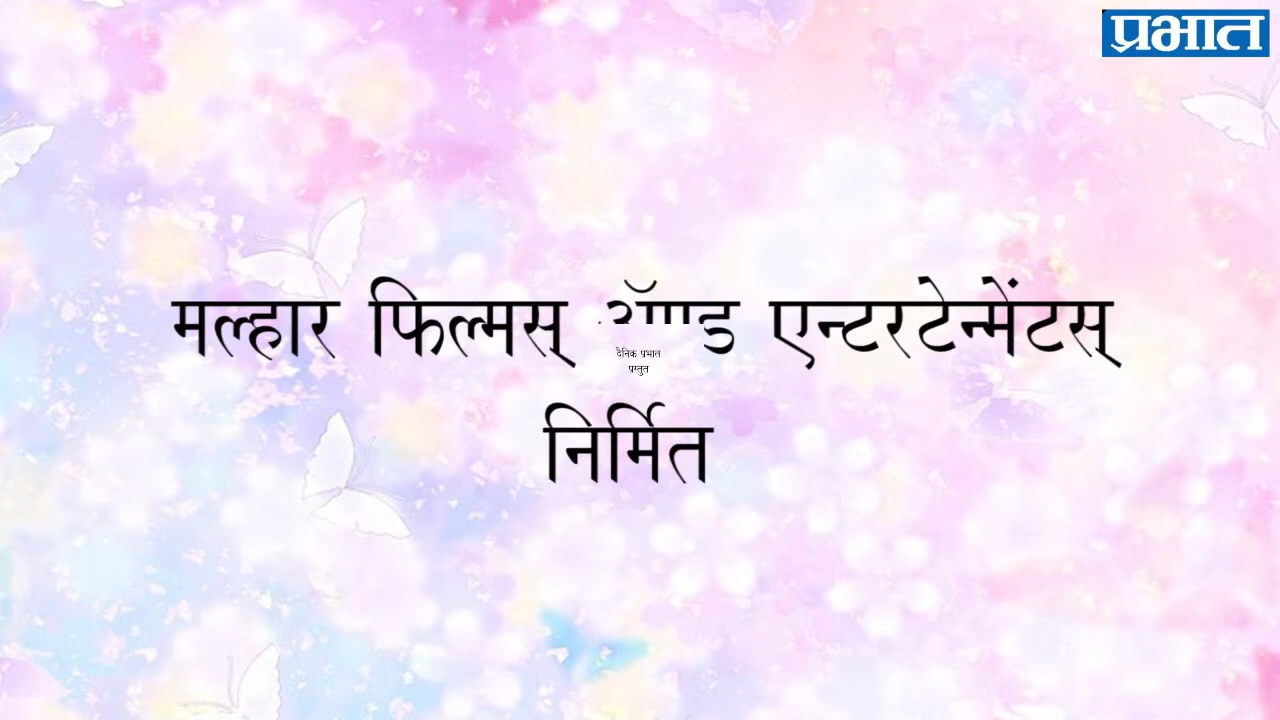 प्रभात
मल्हार फिल्मस् ॲण्ड एन्टरटेन्मेंटस्
दैनिक प्रभात
प्रस्तुत
निर्मित